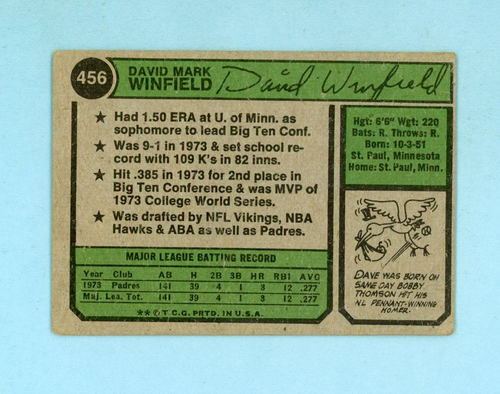 456
DAVID MARK
WINFIELD
David Winfield
★ Had 1.50 ERA at U. of Minn. as
sophomore to lead Big Ten Conf.
★ Was 9-1 in 1973 & set school re-
cord with 109 K's in 82 inns.
★ Hit .385 in 1973 for 2nd place in
Big Ten Conference & was MVP of
1973 College World Series.
★ Was drafted by NFL Vikings, NBA
Hawks & ABA as well as Padres.
Hgt: 6'6" Wgt: 220
Bats: R. Throws: R.
Born: 10-3-51
St. Paul, Minnesota
Home: St. Paul, Minn.
DAVE WAS BORN ON
SAME DAY BOBBY
THOMSON HIT HIS
NL PENNANT-WINNING
HOMER.
MAJOR LEAGUE BATTING RECORD
Year Club AB H 2B 3B HR RBI AVG
1973 Padres 141 39 4 1 3 12 .277
Maj. Lea. Tot. 141 39 4 1 3 12 .277
** © T.C.G. PRTD. IN U.S.A.